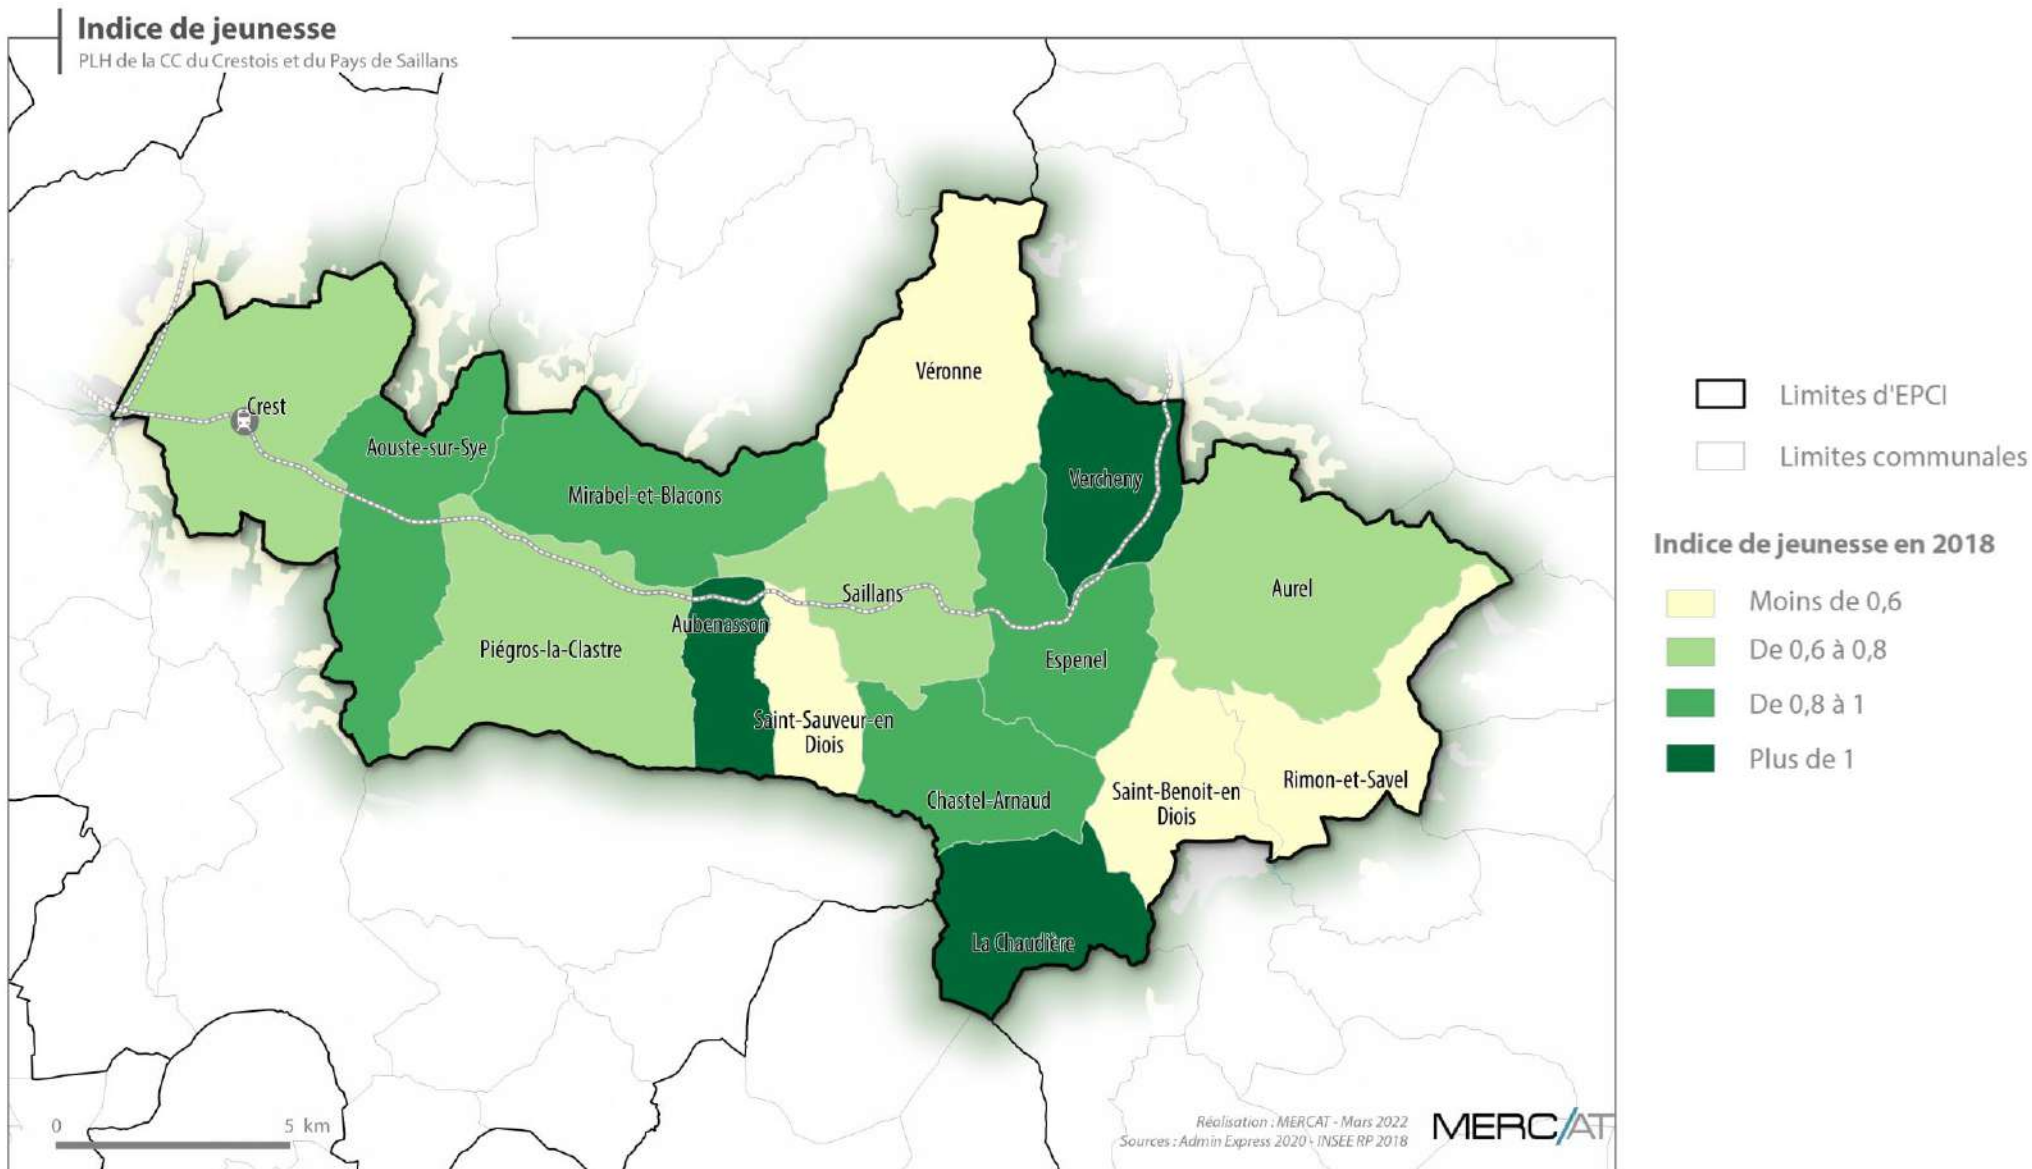 Indice de jeunesse
PLH de la CC du Crestois et du Pays de Saillans
Véronne
Crest
Aouste-sur-Sye
Mirabel-et-Blacons
Vercheny
Saillans
Aurel
Aubenasson
Piégros-la-Clastre
Espenel
Saint-Sauveur-en
Diois
Chastel-Arnaud
Saint-Benoit-en
Diois
Rimon-et-Savel
La Chaudière
0
5 km
Réalisation : MERCAT - Mars 2022
Sources : Admin Express 2020 - INSEE RP 2018
MERC/AT
Limites d'EPCI
Limites communales
Indice de jeunesse en 2018
Moins de 0,6
De 0,6 à 0,8
De 0,8 à 1
Plus de 1